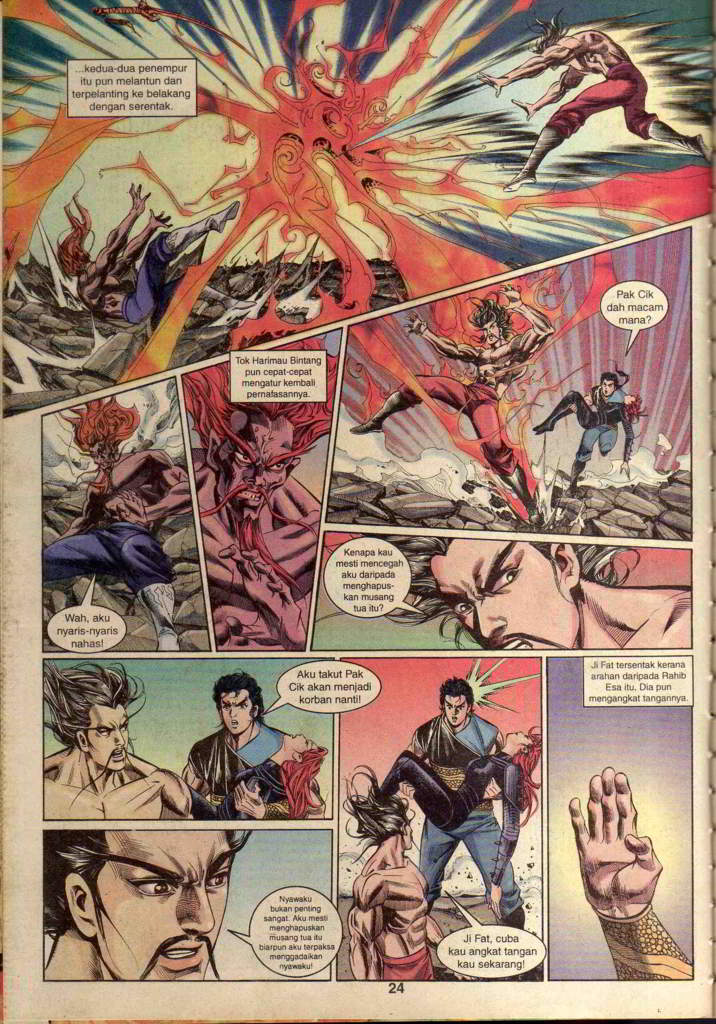 ...kedua-dua penempur
itu pun melantun dan
terpelanting ke belakang
dengan serentak.
Pak Cik
dah macam
mana?
Tok Harimau Bintang
pun cepat-cepat
mengatur kembali
pernafasannya.
Wah, aku
nyaris-nyaris
nahas!
Kenapa kau
mesti mencegah
aku daripada
menghapus-
kan musang
tua itu?
Aku takut Pak
Cik akan menjadi
korban nanti!
Nyawaku
bukan penting
sangat. Aku mesti
menghapuskan
musang tua itu
biarpun aku terpaksa
menggadaikan
nyawaku!
Ji Fat, cuba
kau angkat tangan
kau sekarang!
Ji Fat tersentak kerana
arahan daripada Rahib
Esa itu. Dia pun
mengangkat tangannya.
24